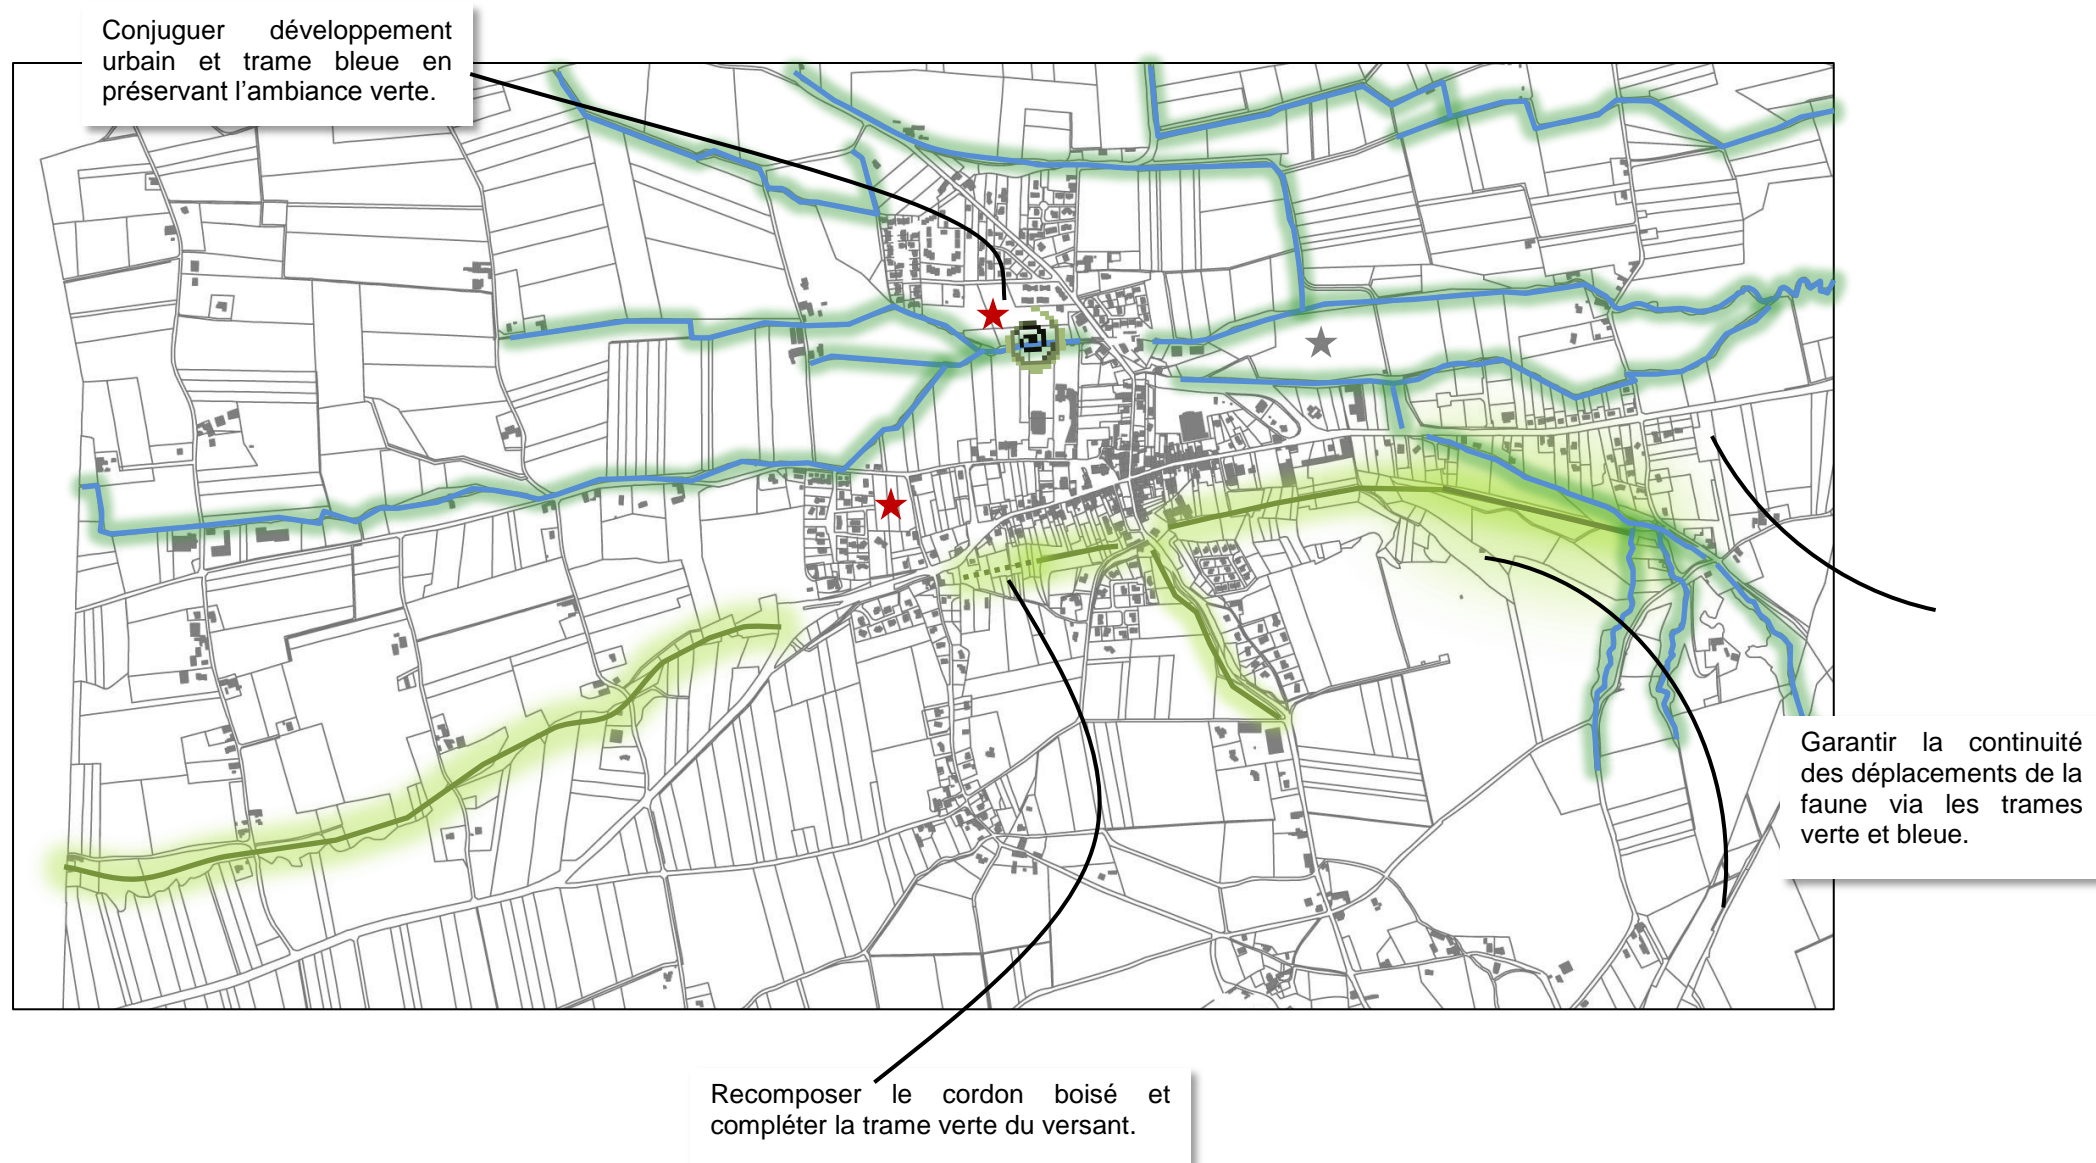 Conjuguer développement
urbain et trame bleue en
préservant l’ambiance verte.
Garantir la continuité
des déplacements de la
faune via les trames
verte et bleue.
Recomposer le cordon boisé et
compléter la trame verte du versant.